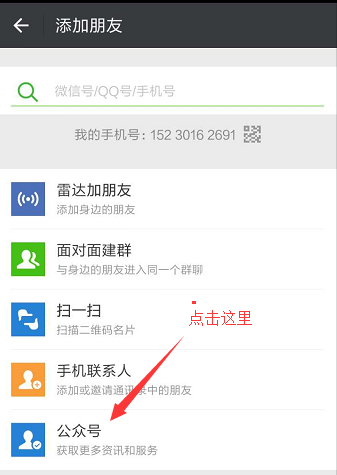 添加朋友
微信号/QQ号/手机号
我的手机号: 152 3016 2691
雷达加朋友
添加身边的朋友
面对面建群
与身边的朋友进入同一个群聊
扫一扫
扫描二维码名片
点击这里
手机联系人
添加或邀请通讯录中的朋友
公众号
获取更多资讯和服务